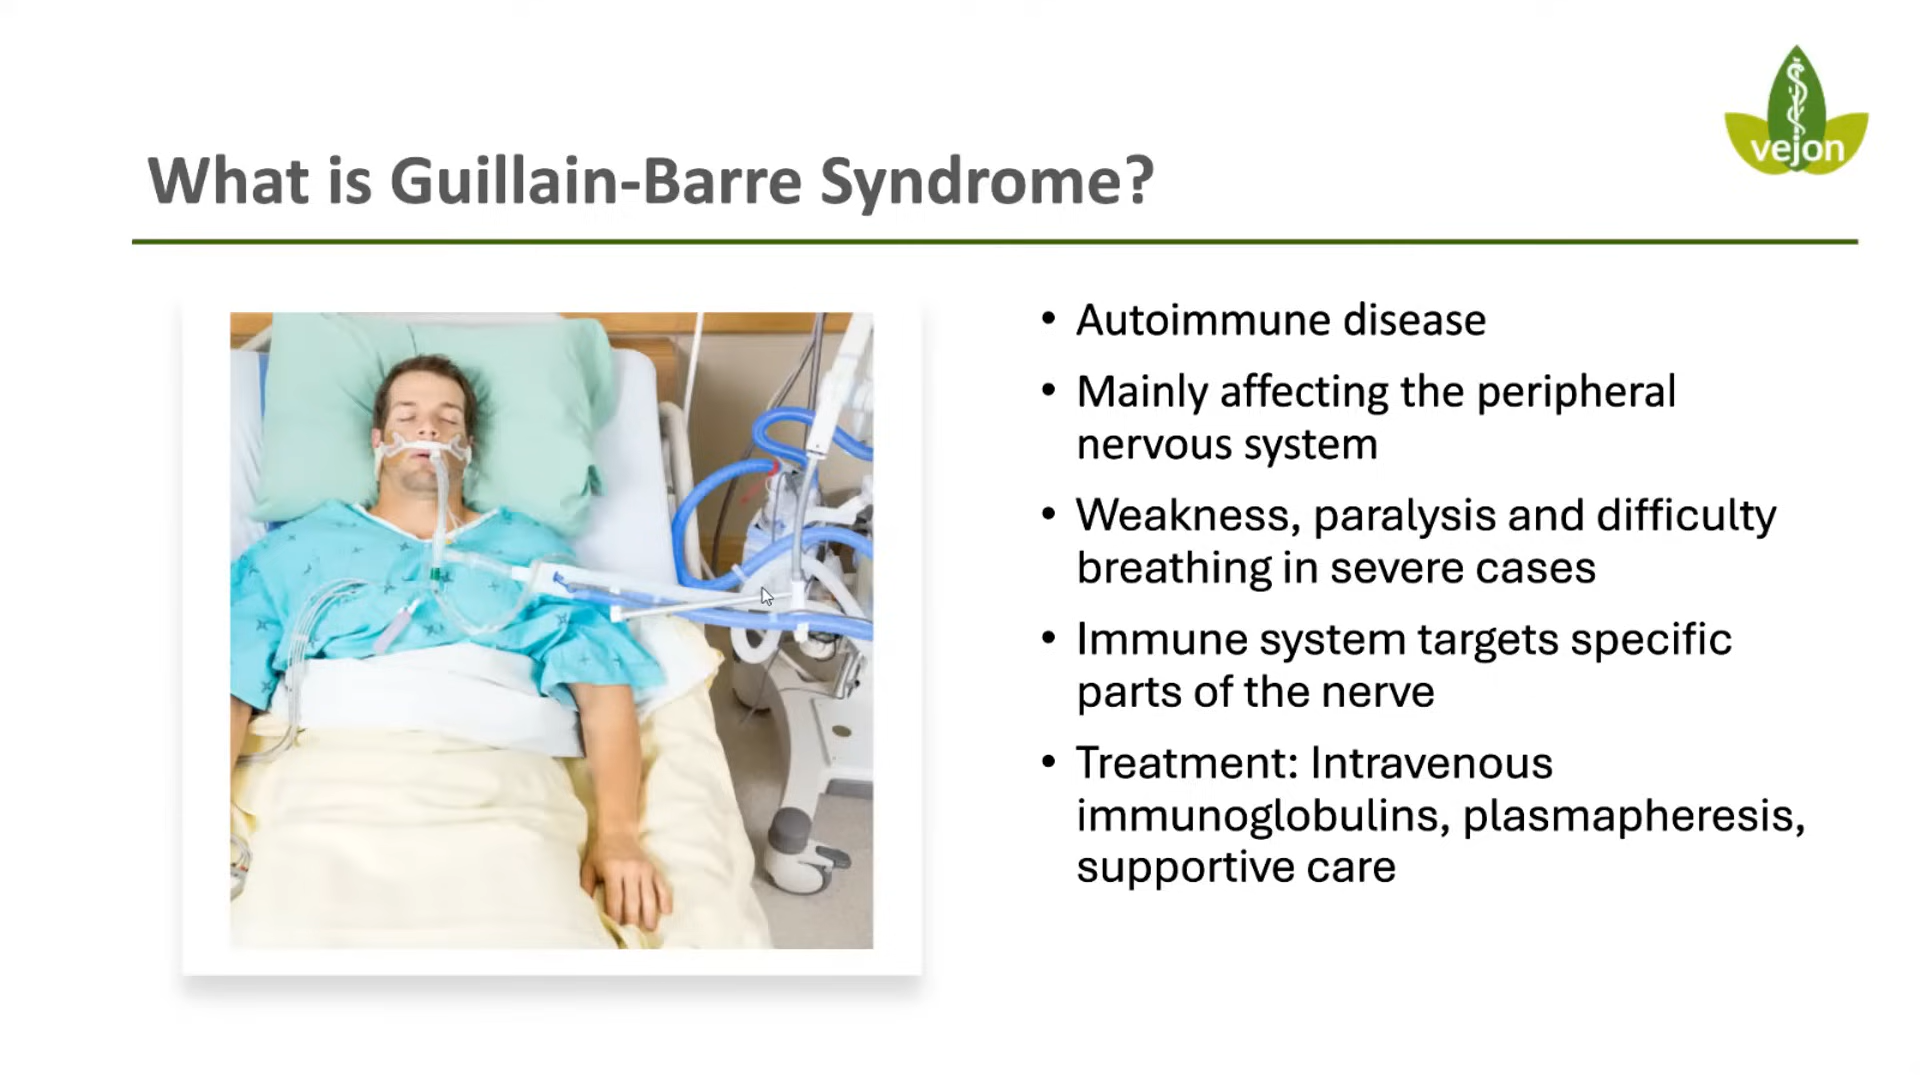 vejon
What is Guillain-Barre Syndrome?
• Autoimmune disease
• Mainly affecting the peripheral
nervous system
• Weakness, paralysis and difficulty
breathing in severe cases
• Immune system targets specific
parts of the nerve
• Treatment: Intravenous
immunoglobulins, plasmapheresis,
supportive care